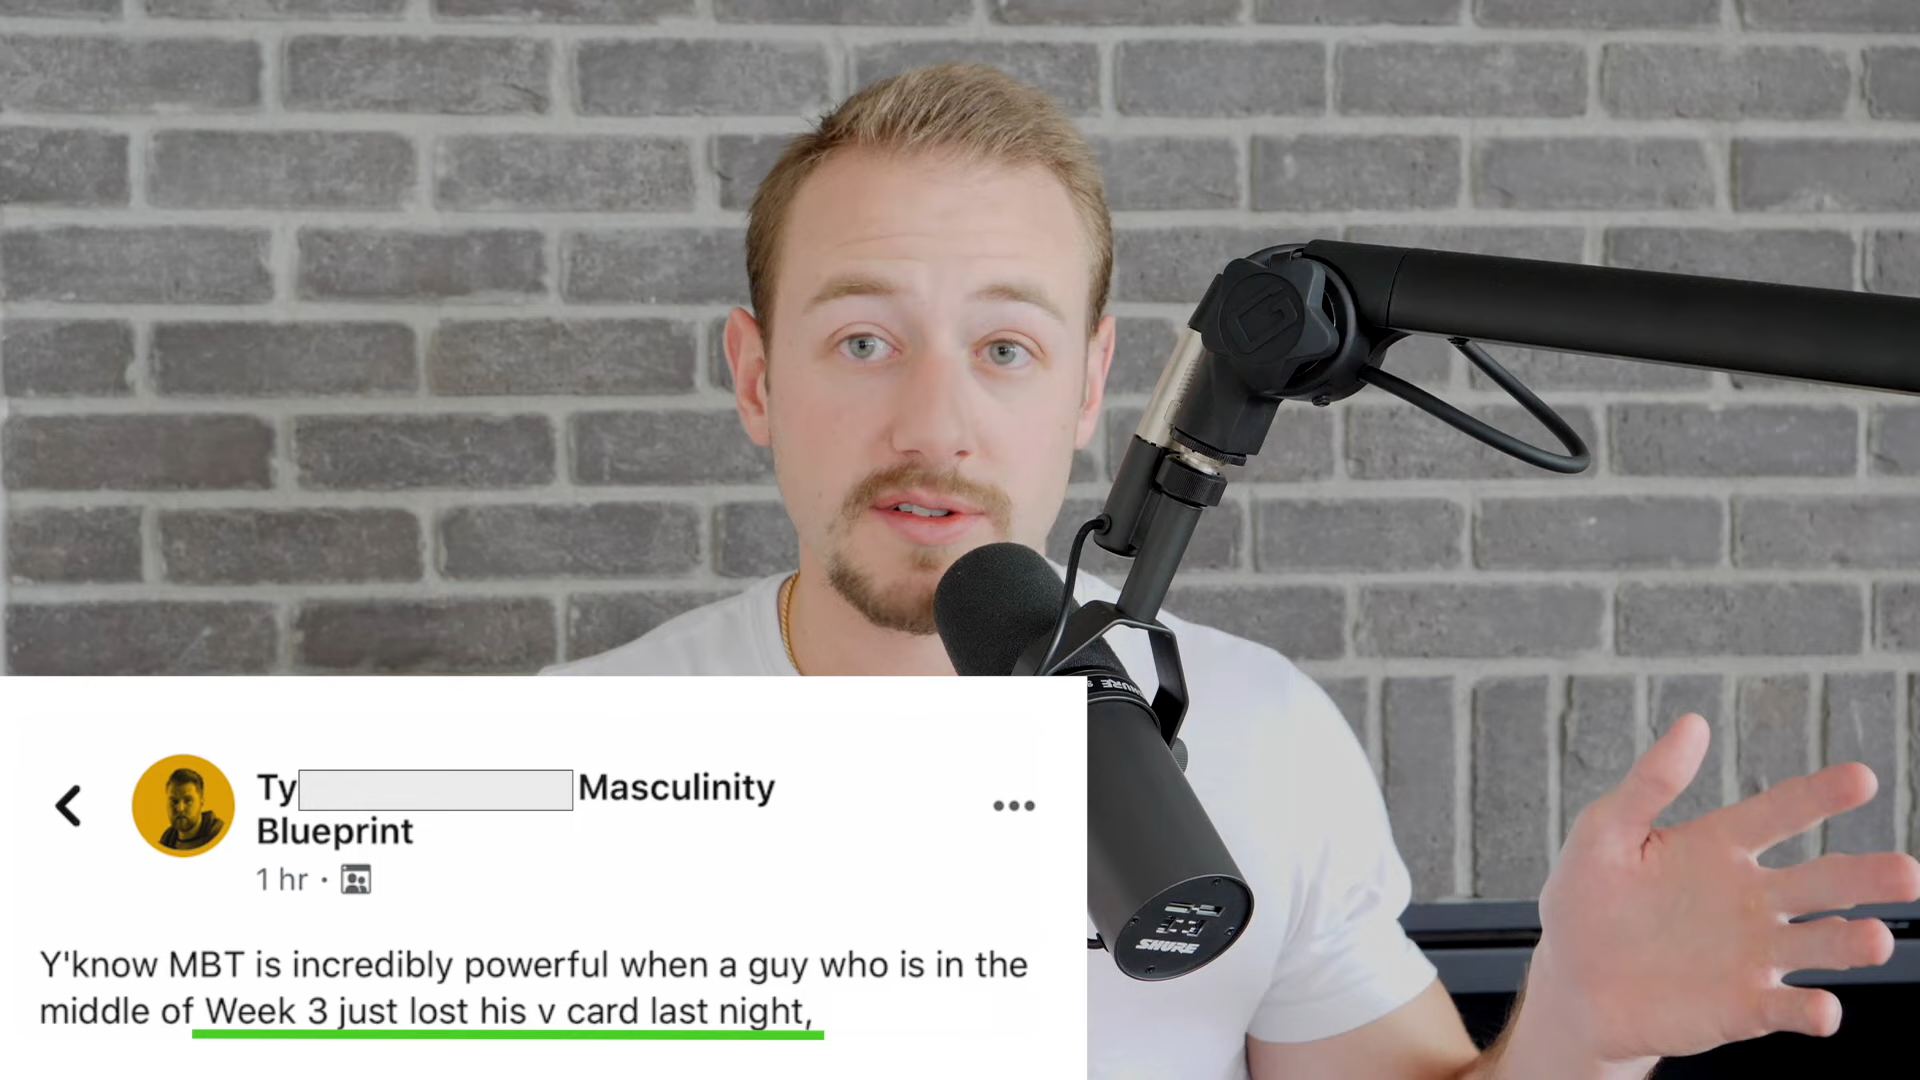 SHURE
Ty Masculinity
Blueprint
1 hr ·
Y'know MBT is incredibly powerful when a guy who is in the
middle of Week 3 just lost his v card last night,
SHURE